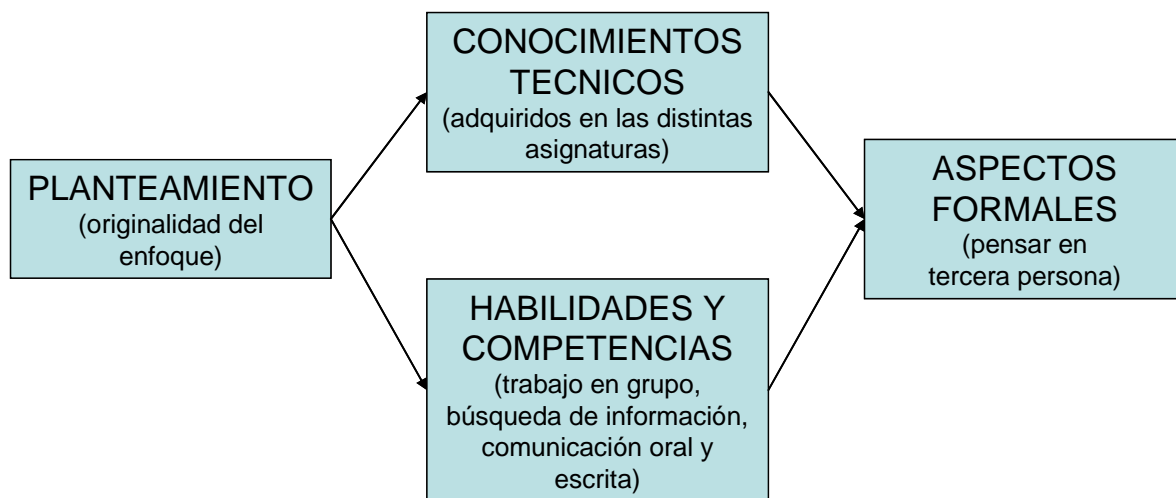 PLANTEAMIENTO
(originalidad del
enfoque)
CONOCIMIENTOS
TECNICOS
(adquiridos en las distintas
asignaturas)
HABILIDADES Y
COMPETENCIAS
(trabajo en grupo,
búsqueda de información,
comunicación oral y
escrita)
ASPECTOS
FORMALES
(pensar en
tercera persona)